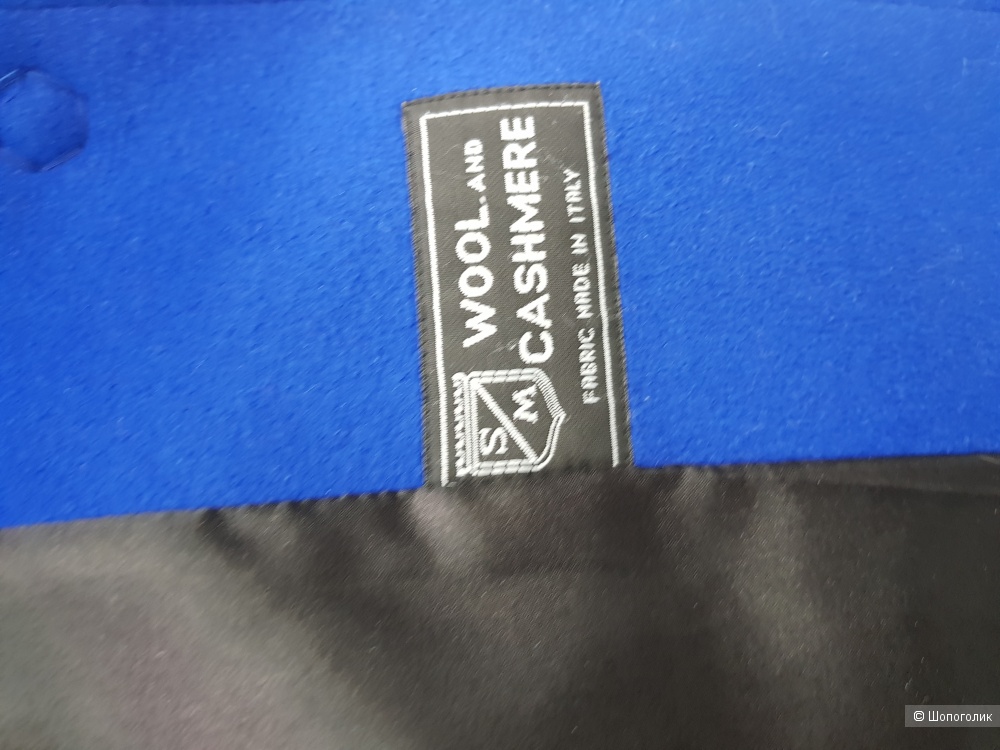 WOOL AND
CASHMERE
FABRIC MADE IN ITALY
S M
© Шопоголик